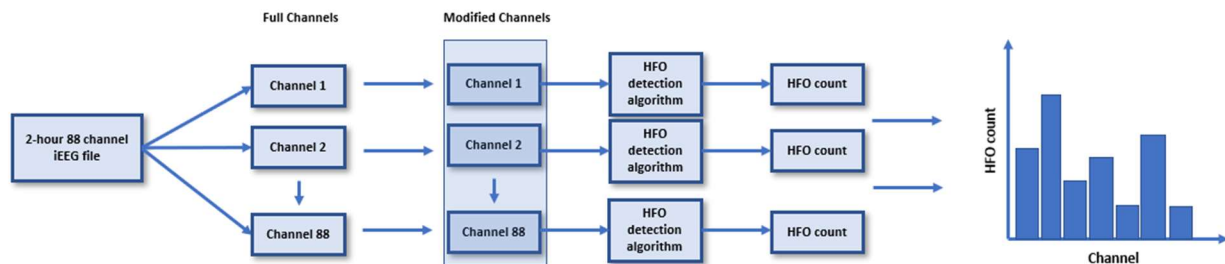 Full Channels
Modified Channels
2-hour 88 channel
iEEG file
Channel 1
Channel 2
Channel 88
Channel 1
Channel 2
Channel 88
HFO
detection
algorithm
HFO
detection
algorithm
HFO
detection
algorithm
HFO count
HFO count
HFO count
HFO count
Channel